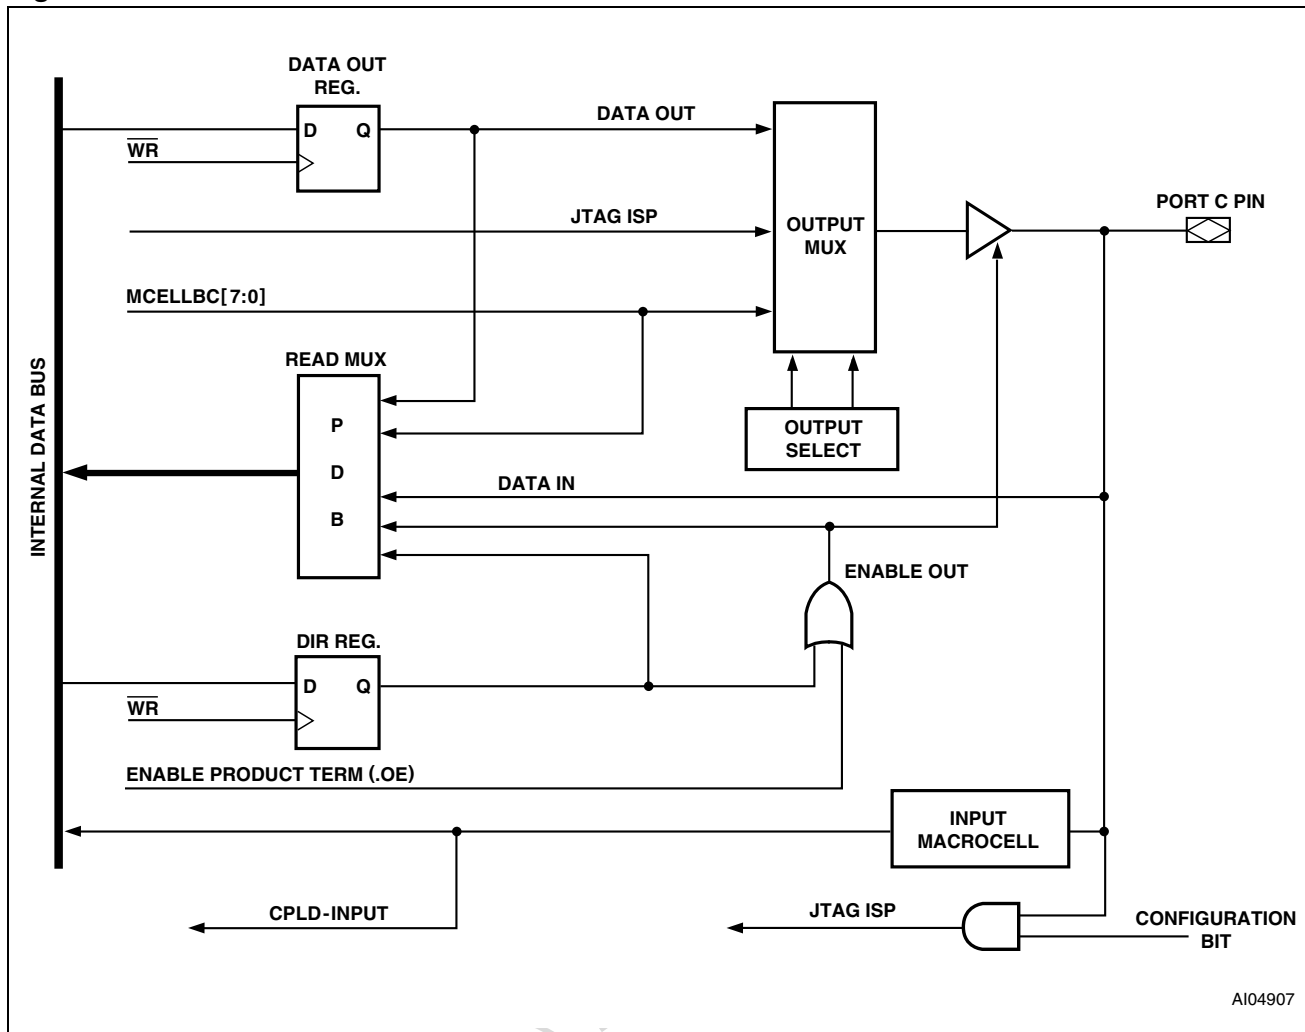 DATA OUT
REG.
D Q
WR
DATA OUT
JTAG ISP
OUTPUT
MUX
PORT C PIN
MCELLBC[7:0]
READ MUX
P
D
B
INTERNAL DATA BUS
OUTPUT
SELECT
DATA IN
ENABLE OUT
DIR REG.
D Q
WR
ENABLE PRODUCT TERM (.OE)
INPUT
MACROCELL
CPLD-INPUT
JTAG ISP
CONFIGURATION
BIT
AI04907